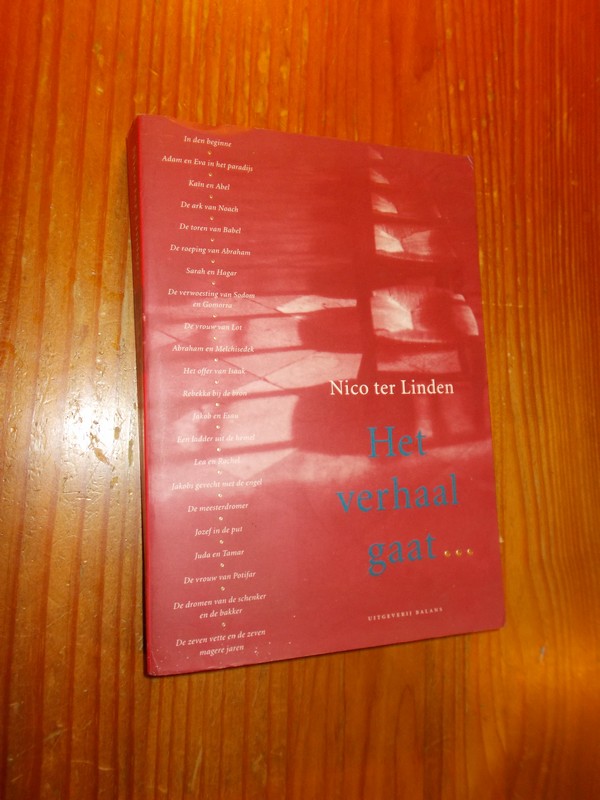 In den beginne
Adam en Eva in het paradijs
Kaïn en Abel
De ark van Noach
De toren van Babel
De roeping van Abraham
Sarah en Hagar
De verwoesting van Sodom
en Gomorra
De vrouw van Lot
Abraham en Melchisedek
Het offer van Isaak
Rebekka bij de bron
Jakob en Esau
Een ladder uit de hemel
Lea en Rachel
Jakobs gevecht met de engel
De meesterdromer
Jozef in de put
Juda en Tamar
De vrouw van Potifar
De dromen van de schenker
en de bakker
De zeven vette en de zeven
magere jaren
Nico ter Linden
Het
verhaal
gaat...
UITGEVERIJ BALANS